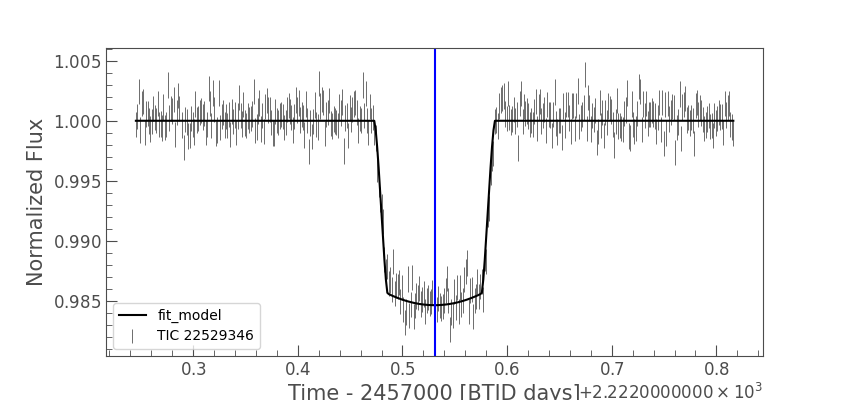 1.005
1.000
0.995
0.990
0.985
Normalized Flux
fit_model
TIC 22529346
0.3 0.4 0.5 0.6 0.7 0.8
Time - 2457000 [BTJD days]
+2.2220000000 × 10³